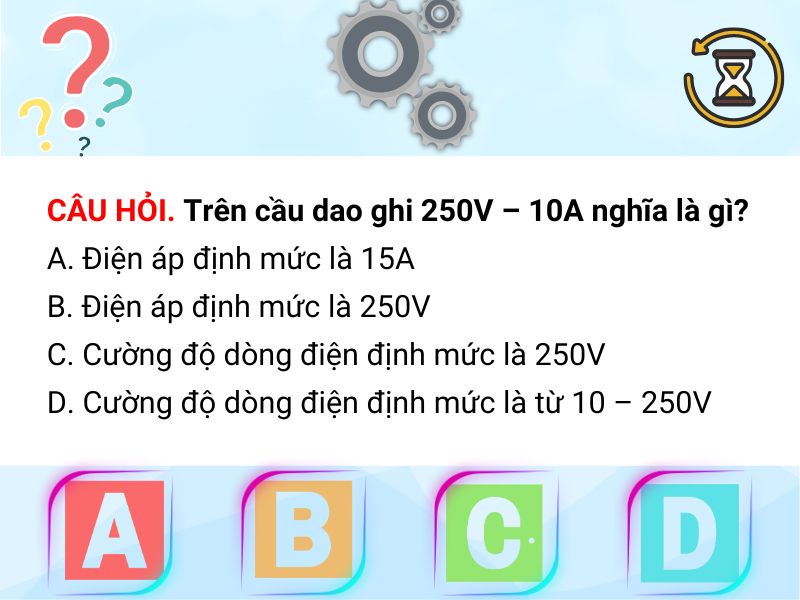 CÂU HỎI. Trên cầu dao ghi 250V – 10A nghĩa là gì?
A. Điện áp định mức là 15A
B. Điện áp định mức là 250V
C. Cường độ dòng điện định mức là 250V
D. Cường độ dòng điện định mức là từ 10 – 250V
A B C D